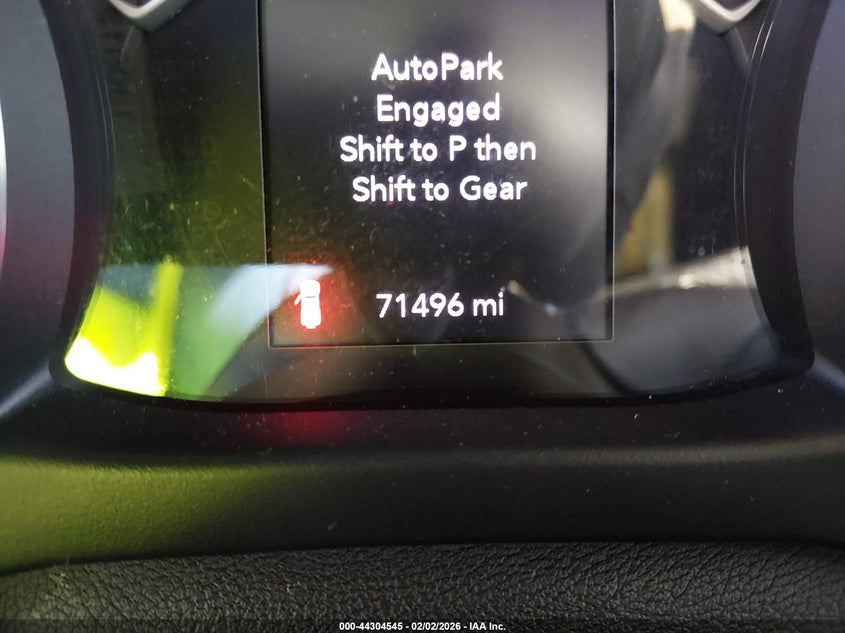 AutoPark
Engaged
Shift to P then
Shift to Gear
71496 mi
000-44304545 - 02/02/2026 - IAA Inc.